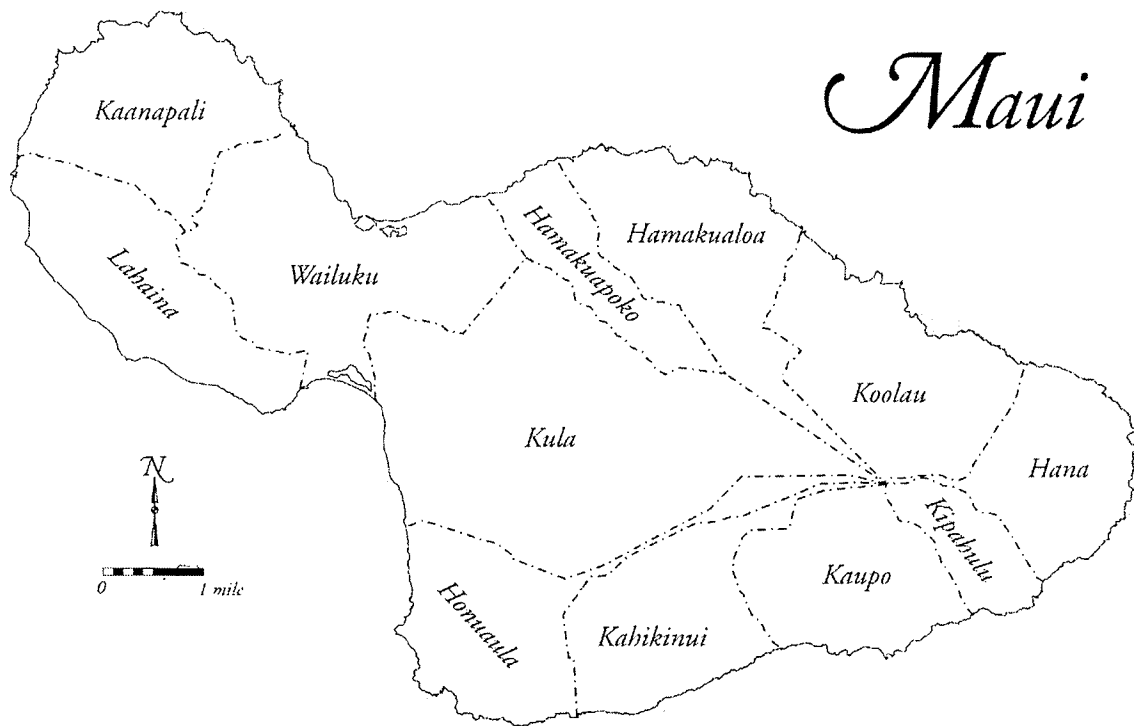 Maui
Kaanapali
Hamakuapoko
Hamakualoa
Lahaina
Wailuku
Koolau
Kula
Hana
N
Kipahulu
0
1 mile
Kaupo
Honuaula
Kahikinui